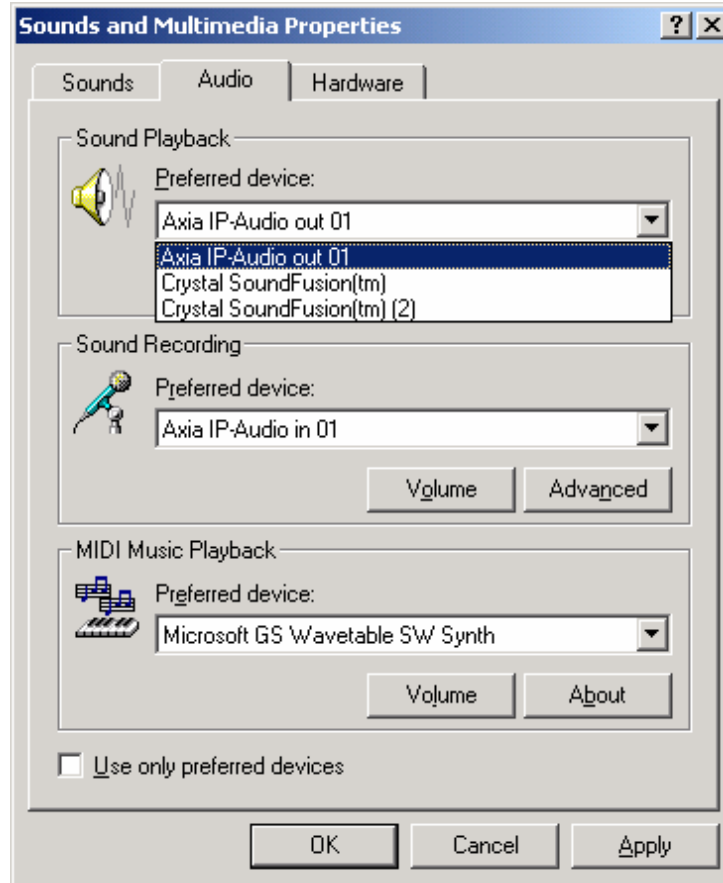 Sounds and Multimedia Properties
Sounds Audio Hardware
Sound Playback
Preferred device:
Axia IP-Audio out 01
Axia IP-Audio out 01
Crystal SoundFusion(tm)
Crystal SoundFusion(tm) (2)
Sound Recording
Preferred device:
Axia IP-Audio in 01
Volume Advanced
MIDI Music Playback
Preferred device:
Microsoft GS Wavetable SW Synth
Volume About
Use only preferred devices
OK Cancel Apply